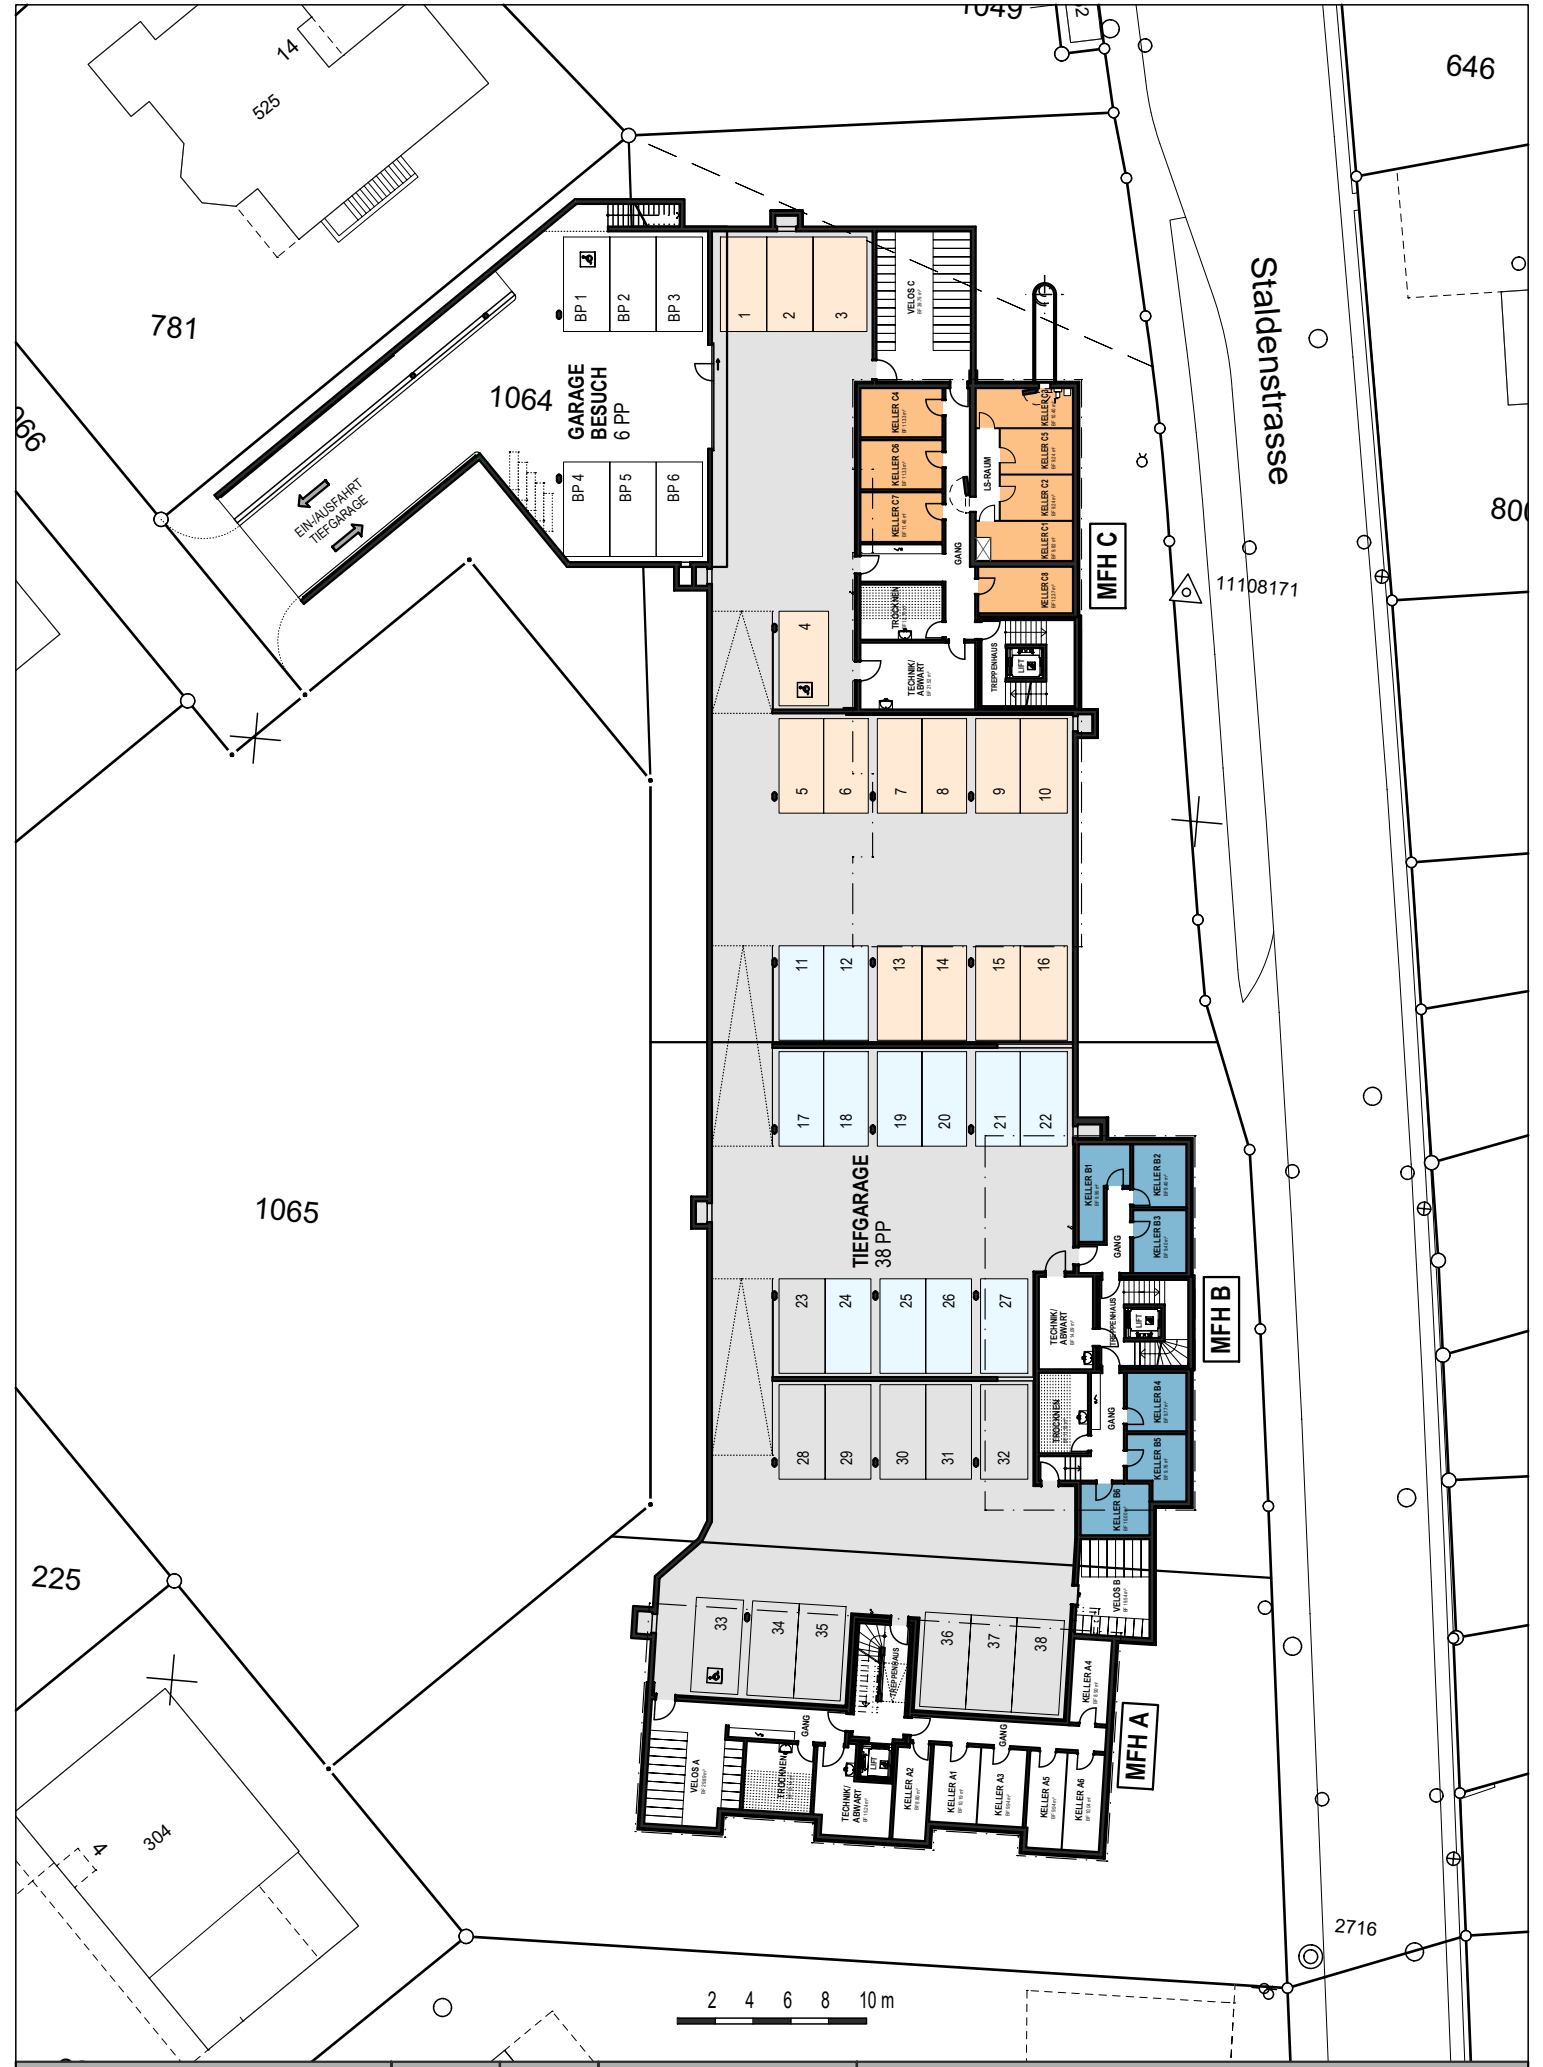 1049
646
14
525
781
1064
GARAGE
BESUCH
6 PP
BP 1
BP 2
BP 3
BP 4
BP 5
BP 6
EIN-/AUSFAHRT
TIEFGARAGE
1
2
3
VELOS C
Staldenstrasse
KELLER C4
KELLER C6
KELLER C7
LS-RAUM
KELLER C5
KELLER C2
KELLER C1
KELLER C8
GANG
TROCKNEN
TECHNIK/
ABWART
TREPPENHAUS
LIFT
MFH C
11108171
4
5
6
7
8
9
10
11
12
13
14
15
16
17
18
19
20
21
22
1065
TIEFGARAGE
38 PP
KELLER B1
KELLER B2
KELLER B3
GANG
TECHNIK/
ABWART
TREPPENHAUS
LIFT
MFH B
23
24
25
26
27
28
29
30
31
32
TROCKNEN
GANG
KELLER B4
KELLER B5
KELLER B6
VELOS B
225
33
34
35
36
37
38
TREPPENHAUS
KELLER A4
GANG
GANG
VELOS A
TROCKNEN
TECHNIK/
ABWART
LIFT
KELLER A2
KELLER A1
KELLER A3
KELLER A5
KELLER A6
MFH A
304
4
2716
2 4 6 8 10 m